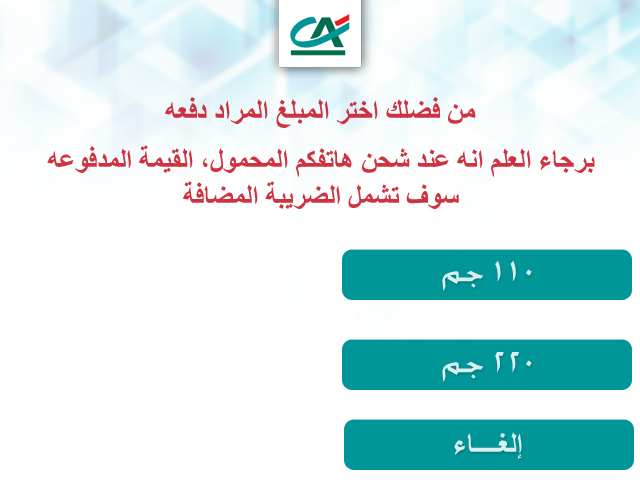 CA
من فضلك اختر المبلغ المراد دفعه
برجاء العلم انه عند شحن هاتفكم المحمول، القيمة المدفوعه
سوف تشمل الضريبة المضافة
١١٠ جم
٢٢٠ جم
إلغـــاء